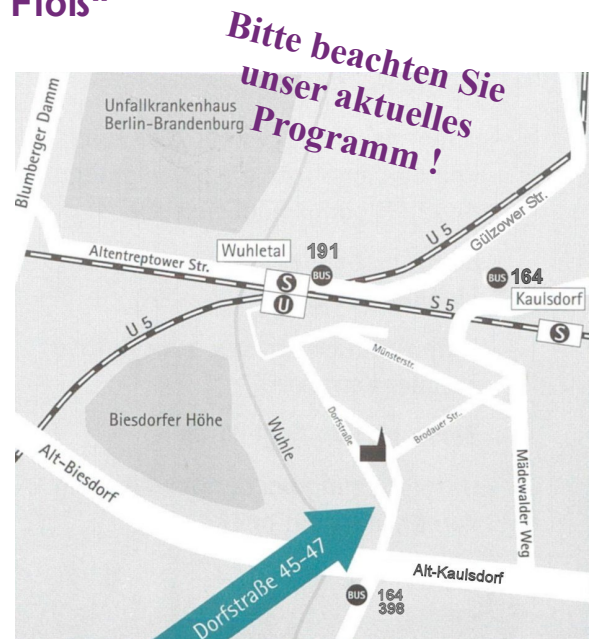 Floß“
Bitte beachten Sie
unser aktuelles
Programm !
Blumberger Damm
Unfallkrankenhaus
Berlin-Brandenburg
Altentreptower Str.
Wuhletal
191
BUS
S
U
U 5
Gülzower Str.
BUS 164
Kaulsdorf
S
S 5
U 5
Münsterstr.
Biesdorfer Höhe
Wuhle
Dorfstraße
Brodauer Str.
Mädewalder Weg
Alt-Biesdorf
Alt-Kaulsdorf
Dorfstraße 45-47
BUS 164
398